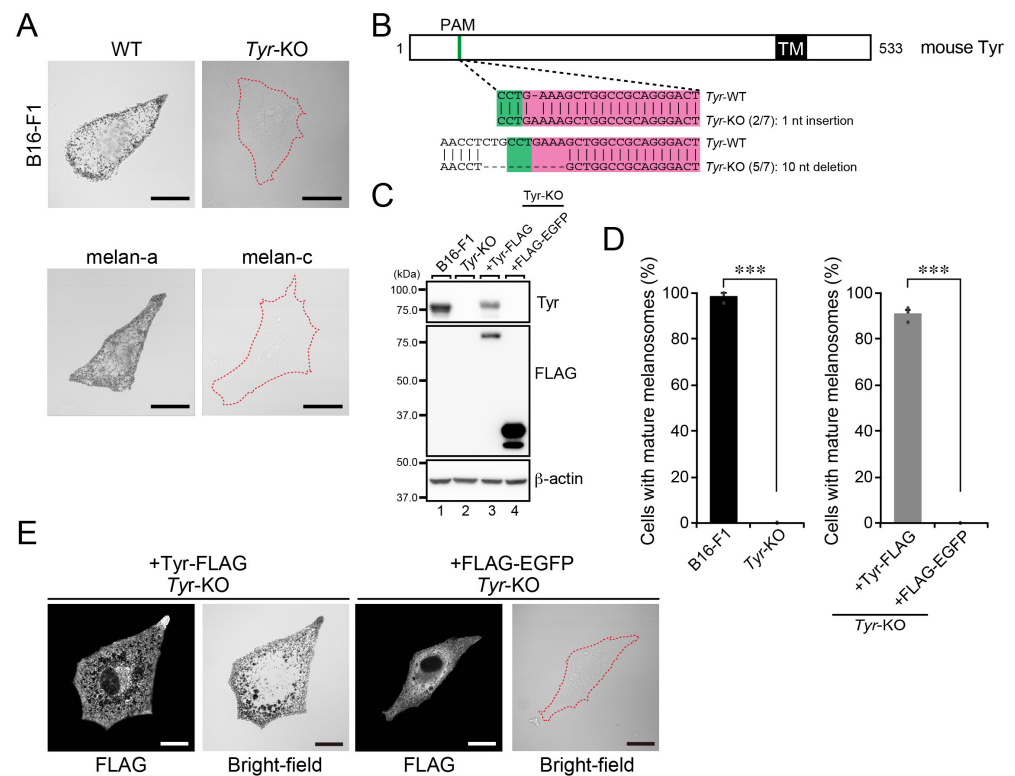 A
WT
Tyr-KO
B16-F1
melan-a
melan-c
B
PAM
1
TM
533
mouse Tyr
CCTG-AAAGCTGGCCGCAGGGACT
Tyr-WT
CCTGAAAAGCTGGCCGCAGGGACT
Tyr-KO (2/7): 1 nt insertion
AACCTCTGCCTGAAAGCTGGCCGCAGGGACT
Tyr-WT
AACCT----------GCTGGCCGCAGGGACT
Tyr-KO (5/7): 10 nt deletion
C
Tyr-KO
B16-F1
Tyr-KO
+Tyr-FLAG
+FLAG-EGFP
(kDa)
100.0
75.0
Tyr
75.0
50.0
37.0
FLAG
50.0
37.0
β-actin
1 2 3 4
D
Cells with mature melanosomes (%)
100
80
60
40
20
0
***
B16-F1
Tyr-KO
Cells with mature melanosomes (%)
100
80
60
40
20
0
***
+Tyr-FLAG
+FLAG-EGFP
Tyr-KO
E
+Tyr-FLAG
Tyr-KO
+FLAG-EGFP
Tyr-KO
FLAG
Bright-field
FLAG
Bright-field